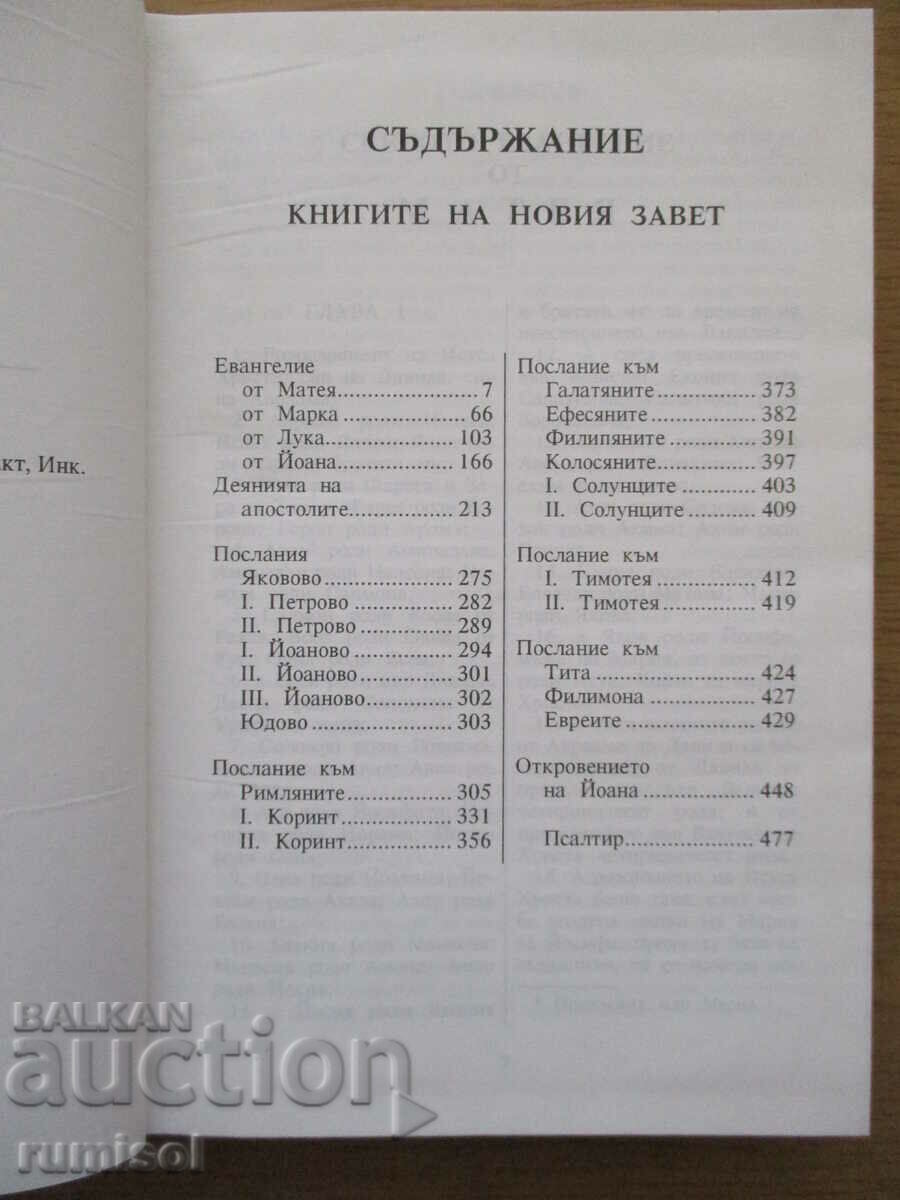 СЪДЪРЖАНИЕ
КНИГИТЕ НА НОВИЯ ЗАВЕТ
кт, Инк.
Евангелие
от Матея 7
от Марка 66
от Лука 103
от Йоана 166
Деянията на
апостолите 213
Послания
Яковово 275
I. Петрово 282
II. Петрово 289
I. Йоаново 294
II. Йоаново 301
III. Йоаново 302
Юдово 303
Послание към
Римляните 305
I. Коринт 331
II. Коринт 356
Послание към
Галатяните 373
Ефесяните 382
Филипяните 391
Колосяните 397
I. Солунците 403
II. Солунците 409
Послание към
I. Тимотея 412
II. Тимотея 419
Послание към
Тита 424
Филимона 427
Евреите 429
Откровението
на Йоана 448
Псалтир 477
BALKAN
auction
rumisol